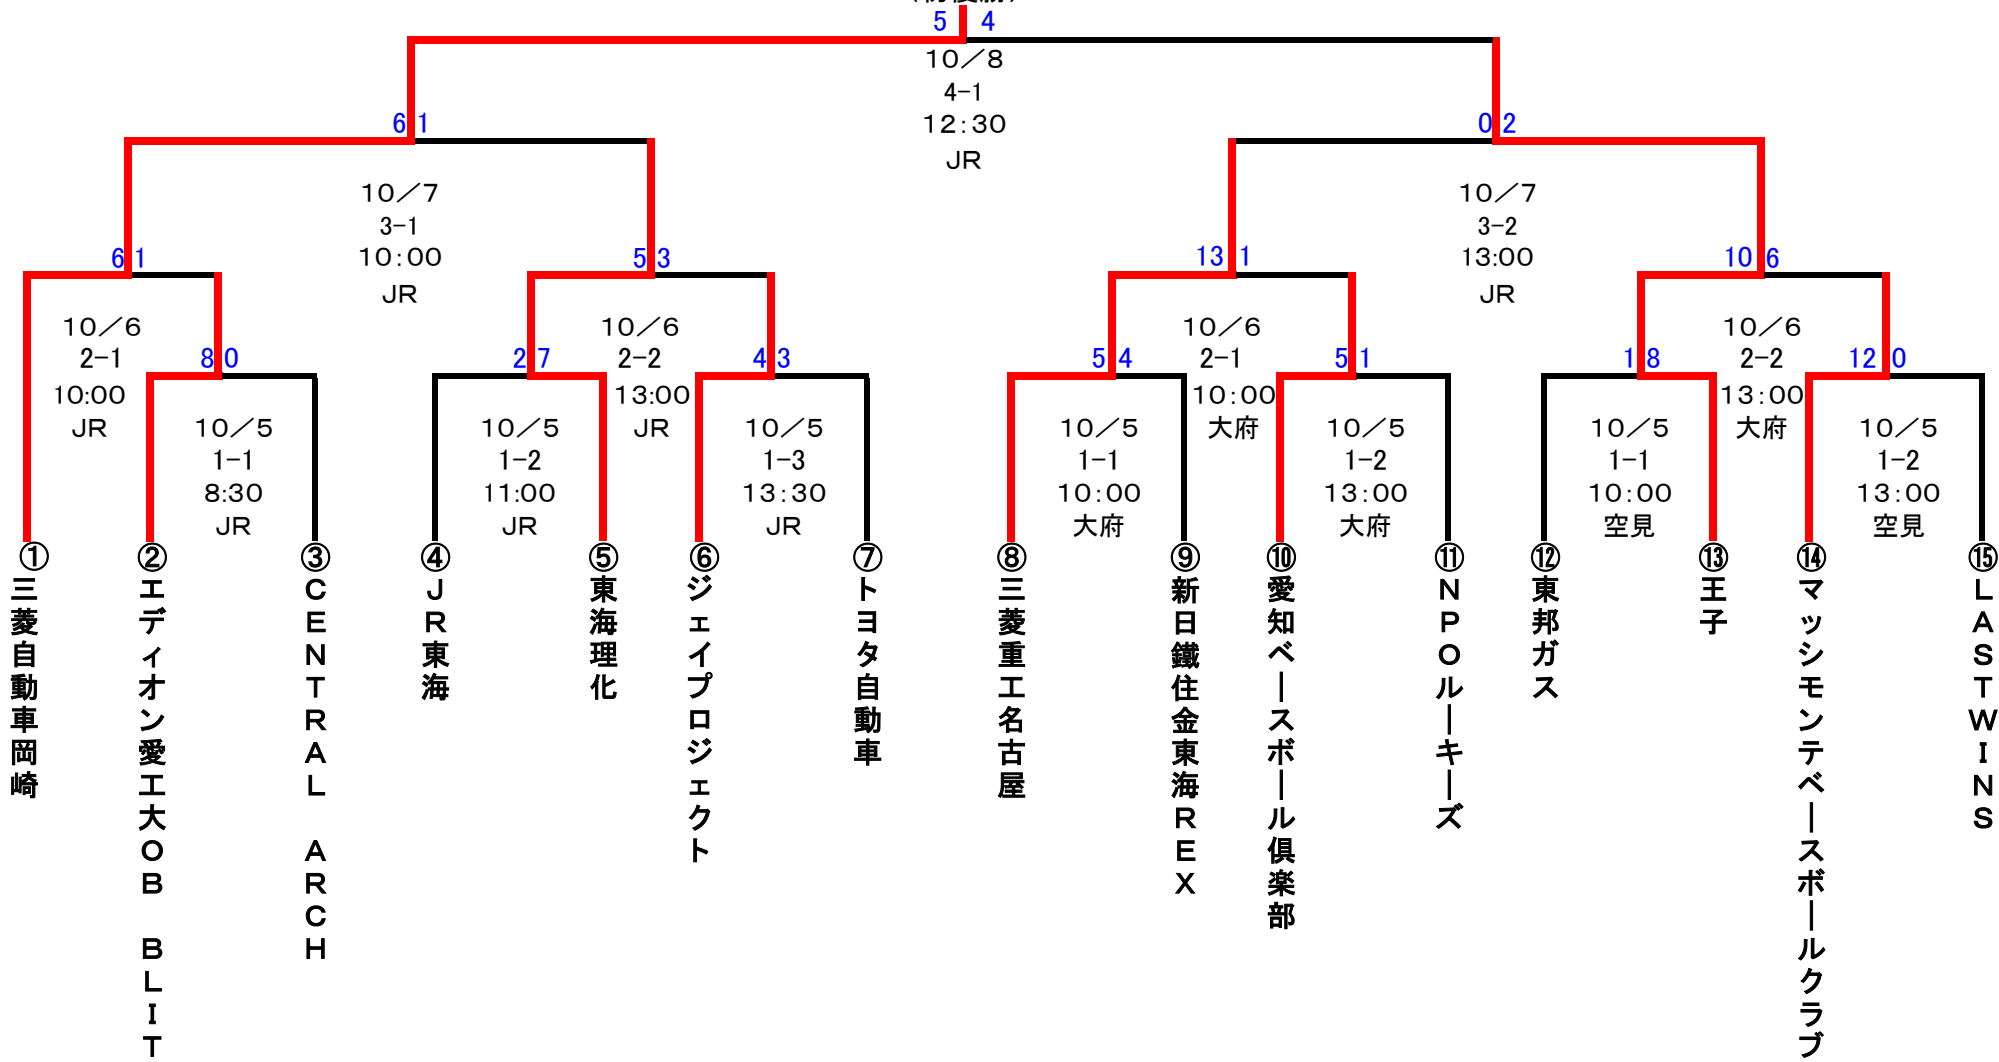 5 4
10/8
4-1
12:30
JR
6 1
0 2
10/7
3-1
10:00
JR
10/7
3-2
13:00
JR
6 1
5 3
13 1
10 6
10/6
2-1
10:00
JR
10/6
2-2
13:00
JR
10/6
2-1
10:00
大府
10/6
2-2
13:00
大府
8 0
2 7
4 3
5 4
5 1
1 8
12 0
10/5
1-1
8:30
JR
10/5
1-2
11:00
JR
10/5
1-3
13:30
JR
10/5
1-1
10:00
大府
10/5
1-2
13:00
大府
10/5
1-1
10:00
空見
10/5
1-2
13:00
空見
①三菱自動車岡崎
②エディオン愛工大OB BLIT
③CENTRAL ARCH
④JR東海
⑤東海理化
⑥ジェイプロジェクト
⑦トヨタ自動車
⑧三菱重工名古屋
⑨新日鐵住金東海REX
⑩愛知ベースボール倶楽部
⑪NPOルーキーズ
⑫東邦ガス
⑬王子
⑭マッシモンテベースボールクラブ
⑮LASTWINS